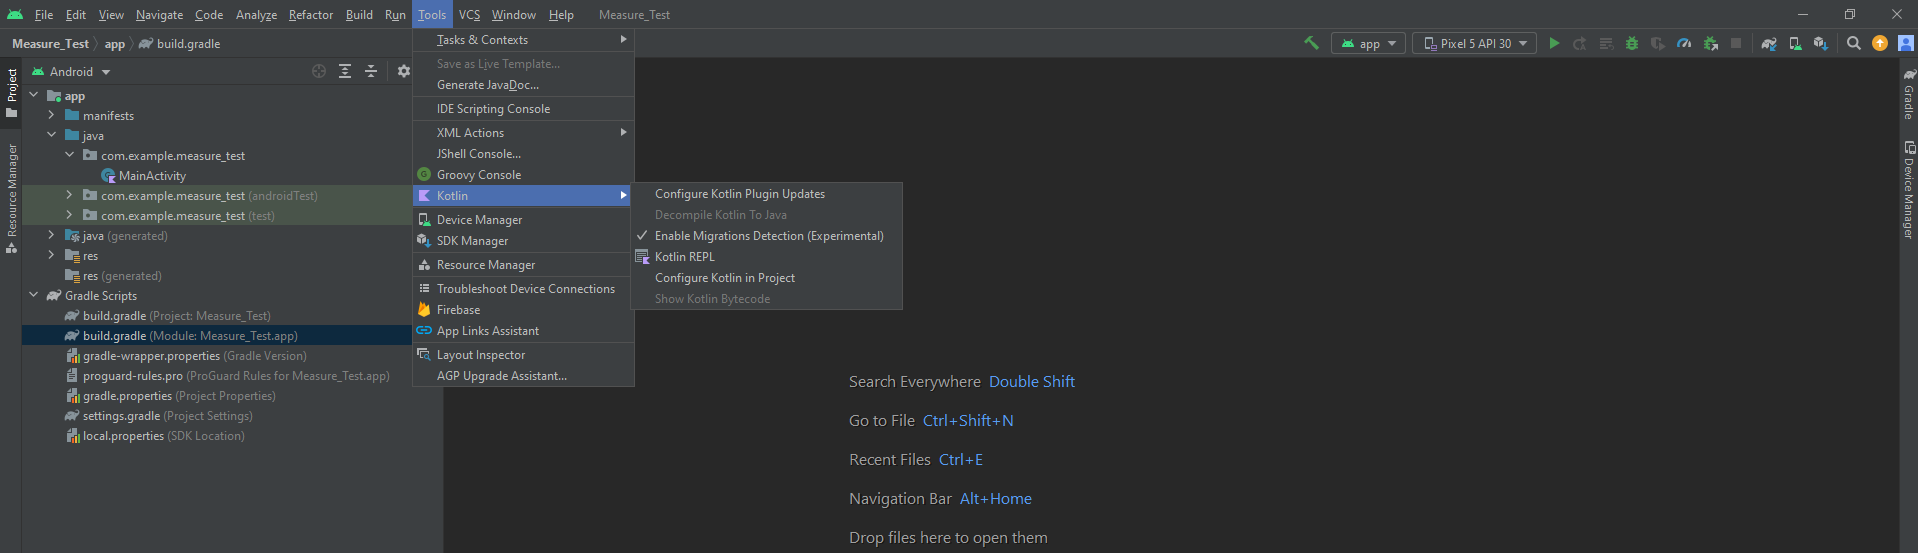 File Edit View Navigate Code Analyze Refactor Build Run Tools VCS Window Help Measure_Test
Measure_Test app build.gradle
app Pixel 5 API 30
Project
Resource Manager
Android
app
manifests
java
com.example.measure_test
MainActivity
com.example.measure_test (androidTest)
com.example.measure_test (test)
java (generated)
res
res (generated)
Gradle Scripts
build.gradle (Project: Measure_Test)
build.gradle (Module: Measure_Test.app)
gradle-wrapper.properties (Gradle Version)
proguard-rules.pro (ProGuard Rules for Measure_Test.app)
gradle.properties (Project Properties)
settings.gradle (Project Settings)
local.properties (SDK Location)
Tasks & Contexts
Save as Live Template...
Generate JavaDoc...
IDE Scripting Console
XML Actions
JShell Console...
G Groovy Console
Kotlin
Device Manager
SDK Manager
Resource Manager
Troubleshoot Device Connections
Firebase
App Links Assistant
Layout Inspector
AGP Upgrade Assistant...
Configure Kotlin Plugin Updates
Decompile Kotlin To Java
Enable Migrations Detection (Experimental)
Kotlin REPL
Configure Kotlin in Project
Show Kotlin Bytecode
Search Everywhere Double Shift
Go to File Ctrl+Shift+N
Recent Files Ctrl+E
Navigation Bar Alt+Home
Drop files here to open them
Gradle
Device Manager